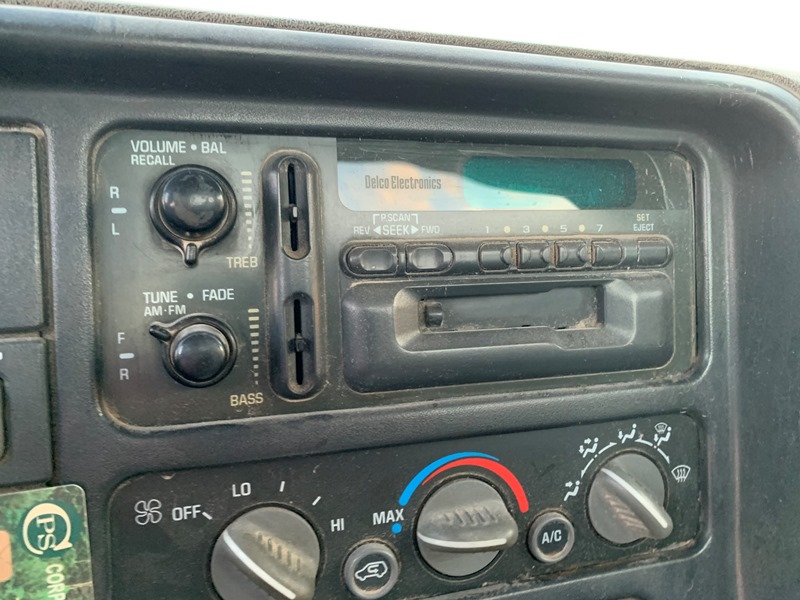 VOLUME • BAL
RECALL
R
L
TREB
TUNE • FADE
AM•FM
F
R
BASS
Delco Electronics
P.SCAN
REV ◀SEEK▶ FWD
1 • 3 • 5 • 7
SET
EJECT
OFF
LO
HI
MAX
A/C
PS
CORP